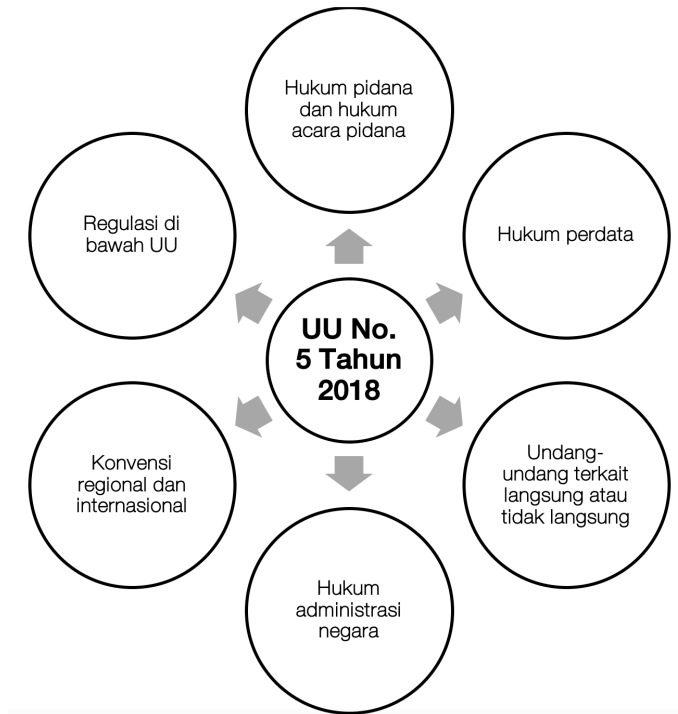 Hukum pidana
dan hukum
acara pidana
Regulasi di
bawah UU
Hukum perdata
UU No.
5 Tahun
2018
Konvensi
regional dan
internasional
Undang-
undang terkait
langsung atau
tidak langsung
Hukum
administrasi
negara